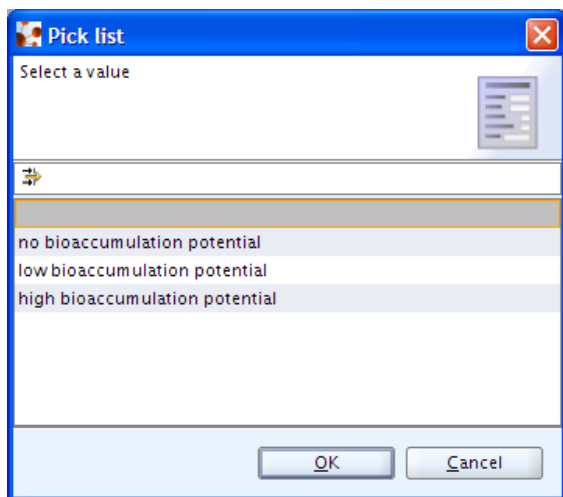 Pick list
Select a value
no bioaccumulation potential
low bioaccumulation potential
high bioaccumulation potential
OK Cancel